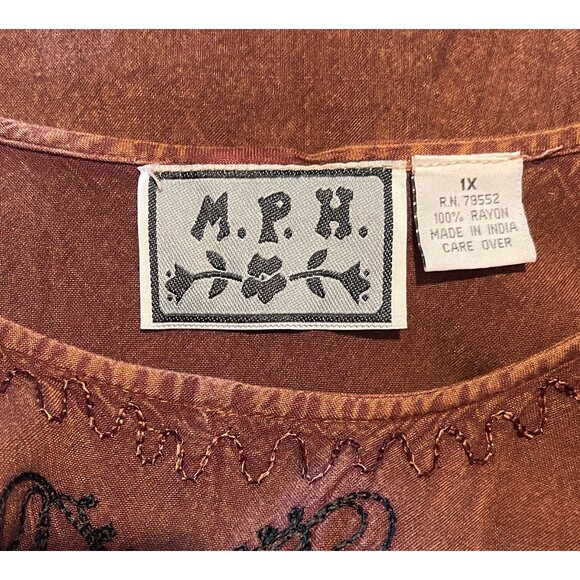 M.P.H.
1X
R.N. 79552
100% RAYON
MADE IN INDIA
CARE OVER